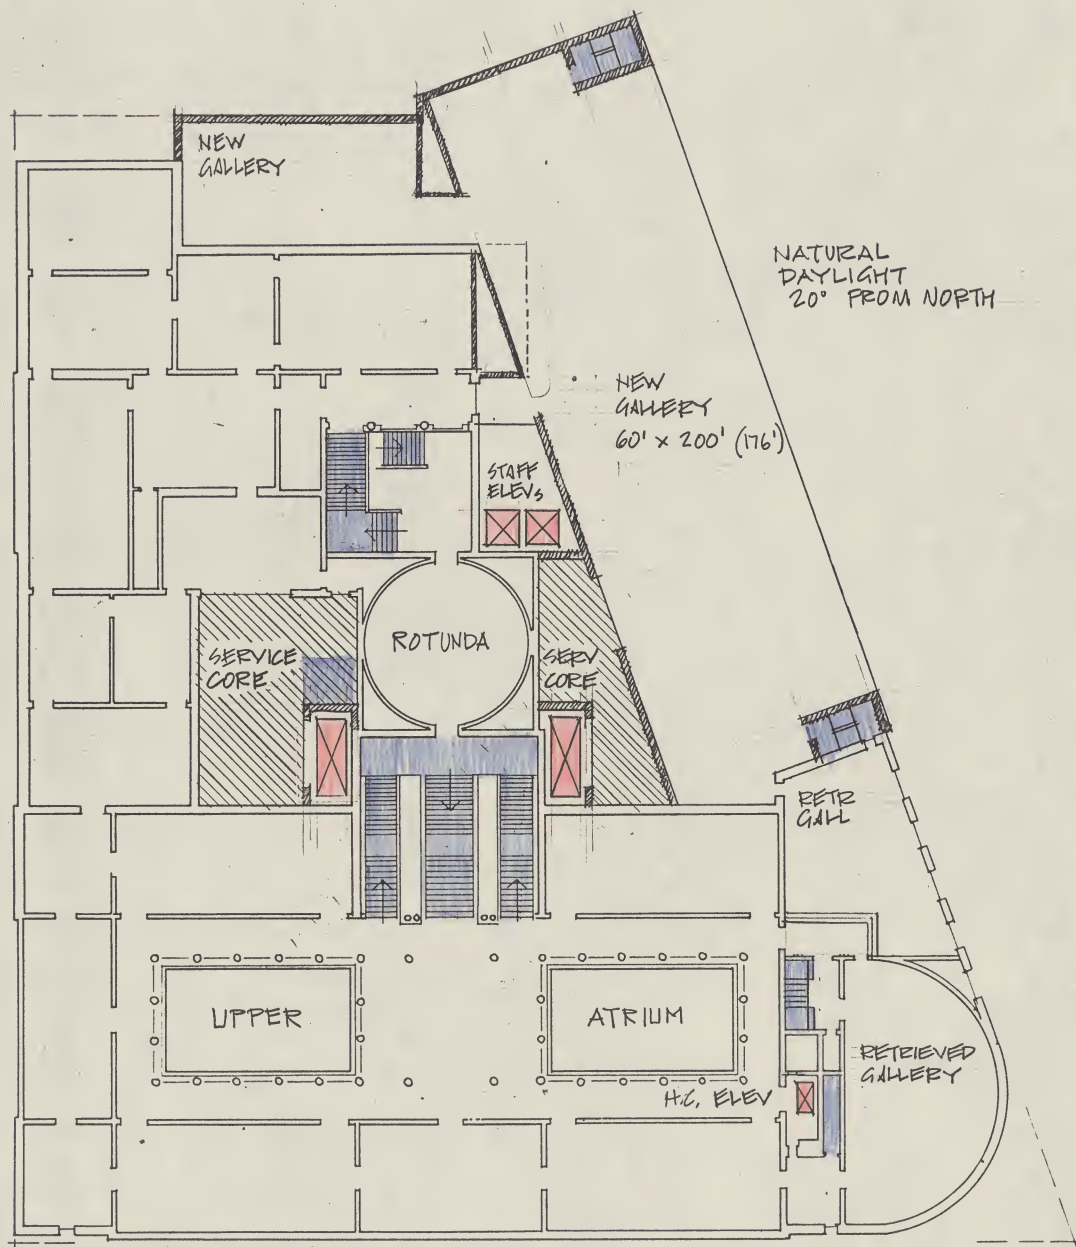 NEW
GALLERY
NATURAL
DAYLIGHT
20° FROM NORTH
NEW
GALLERY
60' x 200' (176')
STAFF
ELEVs
ROTUNDA
SERVICE
CORE
SERV
CORE
RETR
GALL
UPPER
ATRIUM
RETRIEVED
GALLERY
H.C. ELEV